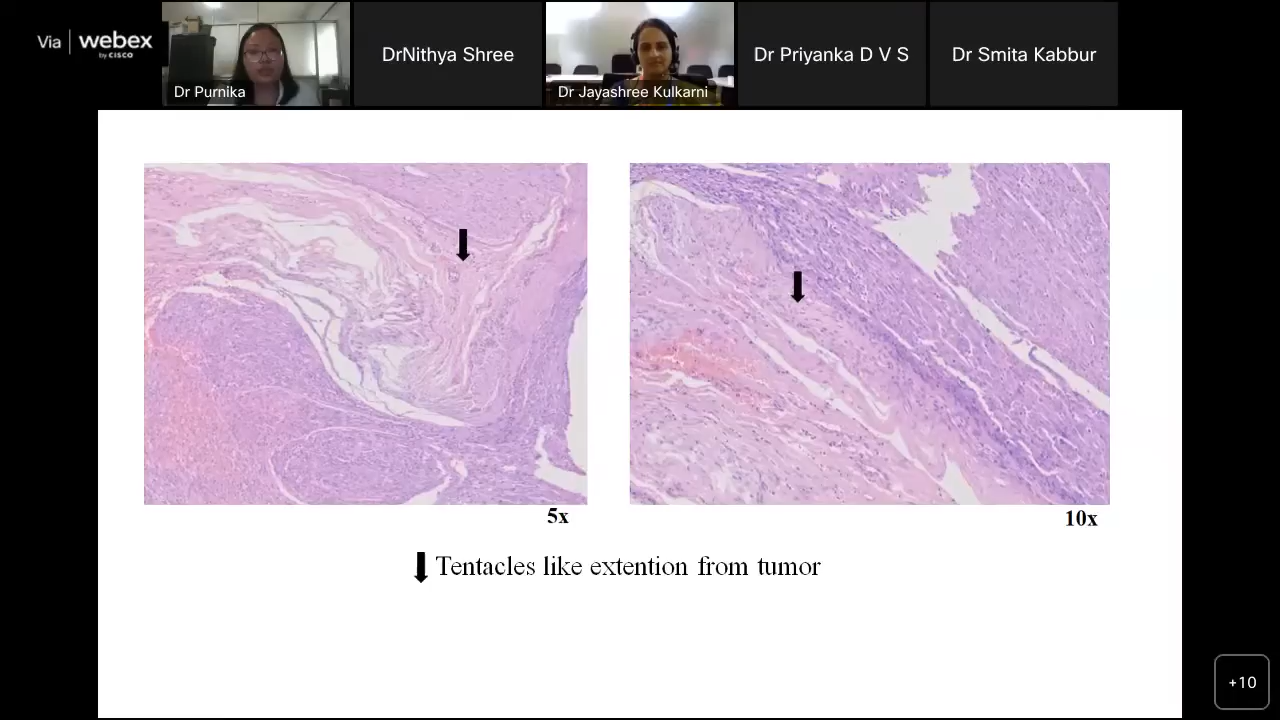 Via webex
by CISCO
Dr Purnika
DrNithya Shree
Dr Jayashree Kulkarni
Dr Priyanka D V S
Dr Smita Kabbur
5x
10x
Tentacles like extention from tumor
+10